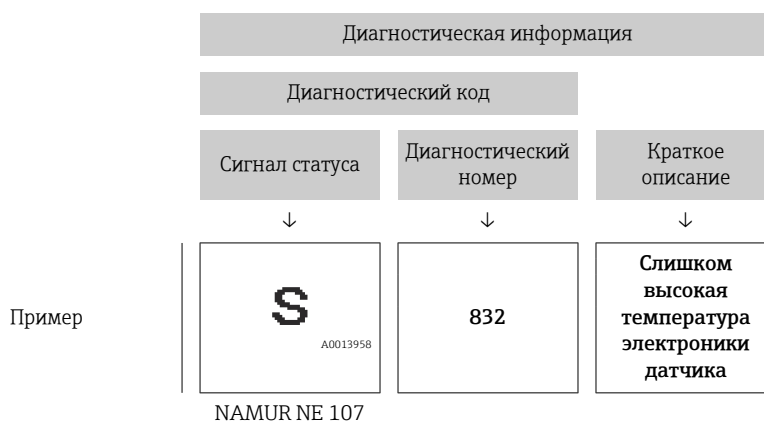 Диагностическая информация
Диагностический код
Сигнал статуса
Диагностический
номер
Краткое
описание
↓ ↓ ↓
Пример
S
A0013958
832
Слишком
высокая
температура
электроники
датчика
NAMUR NE 107